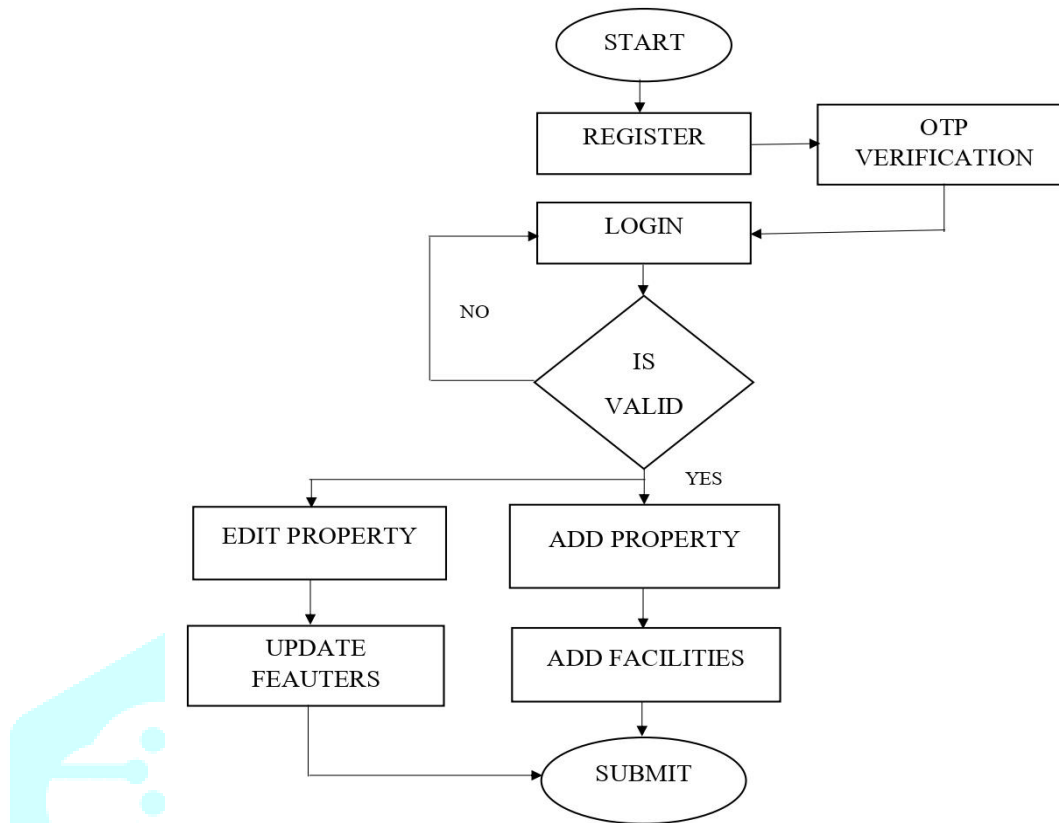 START
REGISTER
OTP
VERIFICATION
LOGIN
NO
IS
VALID
YES
EDIT PROPERTY
ADD PROPERTY
UPDATE
FEAUTERS
ADD FACILITIES
SUBMIT